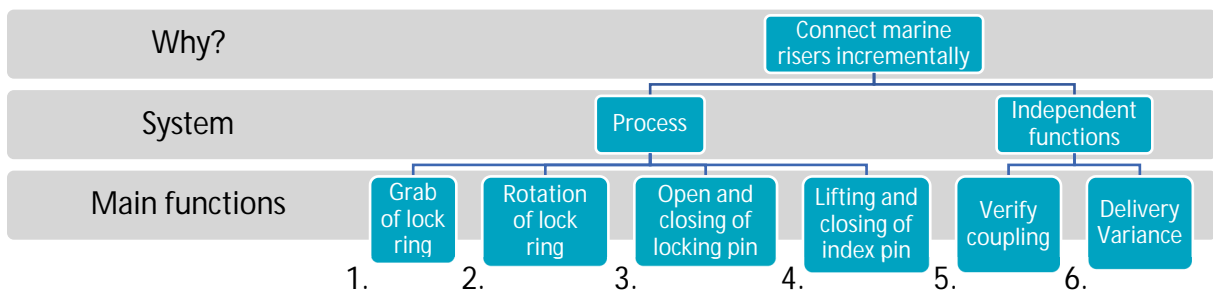 Why?
Connect marine
risers incrementally
System
Process
Independent
functions
Main functions
Grab
of lock
ring
Rotation
of lock
ring
Open and
closing of
locking pin
Lifting and
closing of
index pin
Verify
coupling
Delivery
Variance
1.
2.
3.
4.
5.
6.